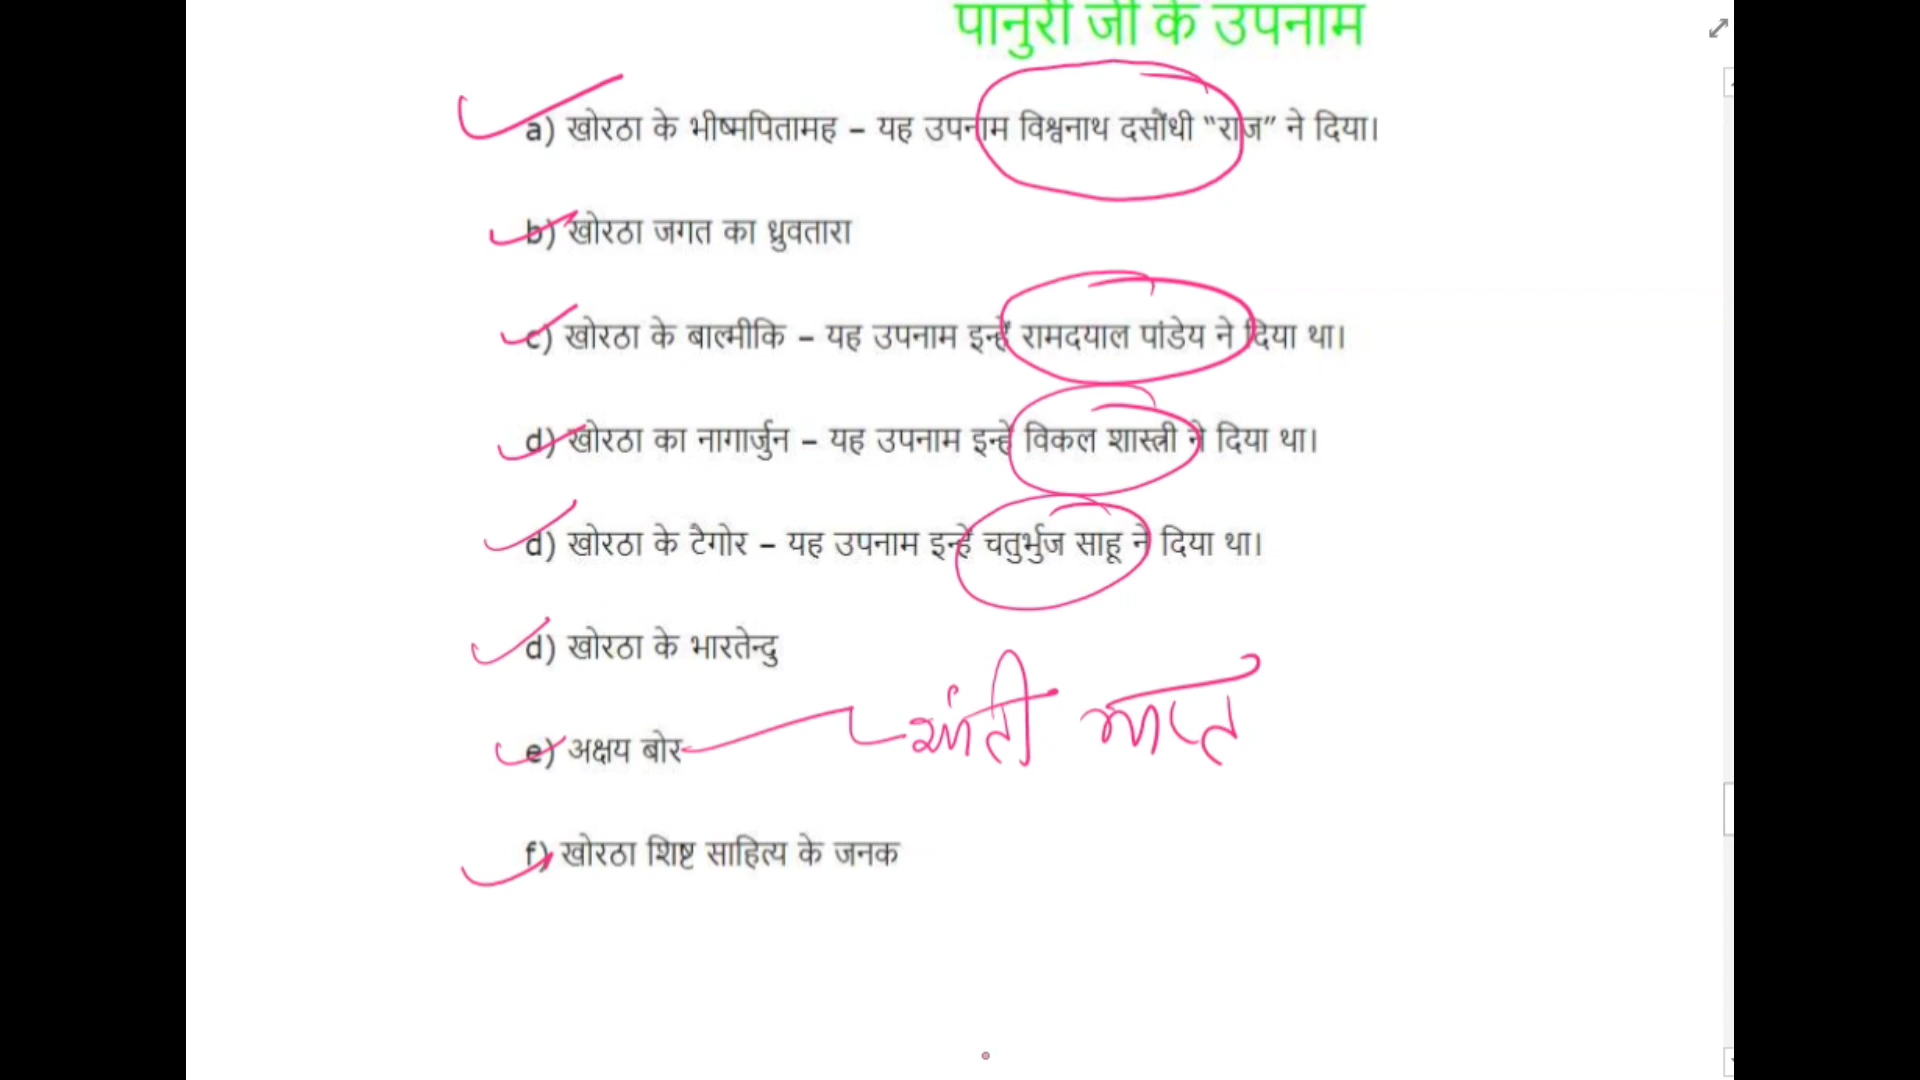 पानुरी जी के उपनाम
a) खोरठा के भीष्मपितामह – यह उपनाम विश्वनाथ दसौंधी “राज” ने दिया।
b) खोरठा जगत का ध्रुवतारा
c) खोरठा के बाल्मीकि – यह उपनाम इन्हें रामदयाल पांडेय ने दिया था।
d) खोरठा का नागार्जुन – यह उपनाम इन्हें विकल शास्त्री ने दिया था।
d) खोरठा के टैगोर – यह उपनाम इन्हें चतुर्भुज साहू ने दिया था।
d) खोरठा के भारतेन्दु
e) अक्षय बोर
f) खोरठा शिष्ट साहित्य के जनक